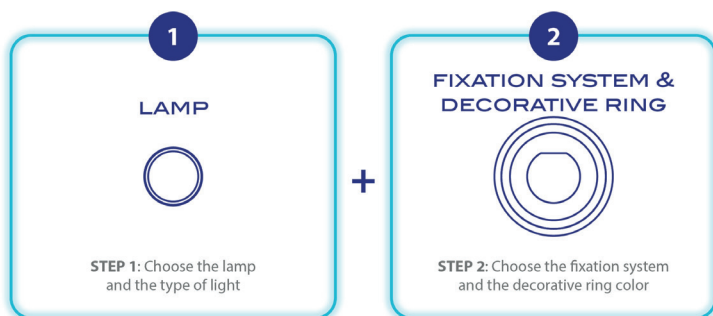 1
LAMP
STEP 1: Choose the lamp
and the type of light
+
2
FIXATION SYSTEM &
DECORATIVE RING
STEP 2: Choose the fixation system
and the decorative ring color